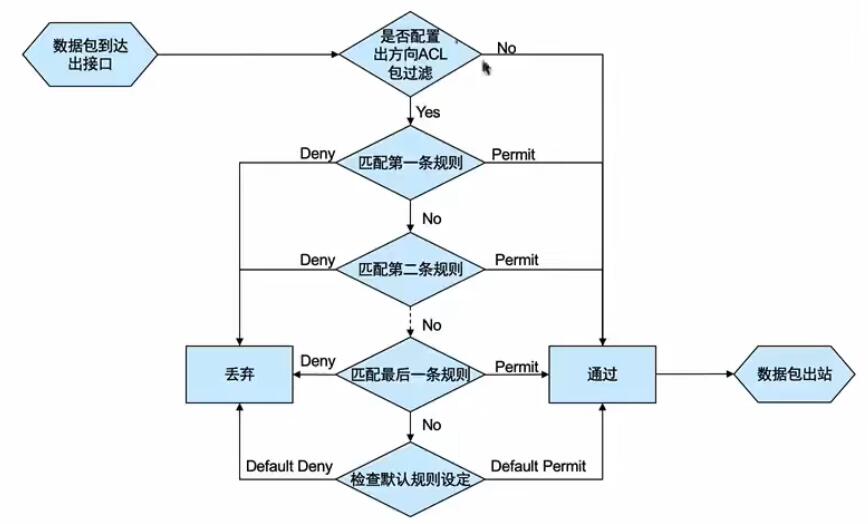 数据包到达
出接口
是否配置
出方向ACL
包过滤
No
Yes
Deny
匹配第一条规则
Permit
No
Deny
匹配第二条规则
Permit
No
丢弃
Deny
匹配最后一条规则
Permit
通过
数据包出站
No
Default Deny
检查默认规则设定
Default Permit